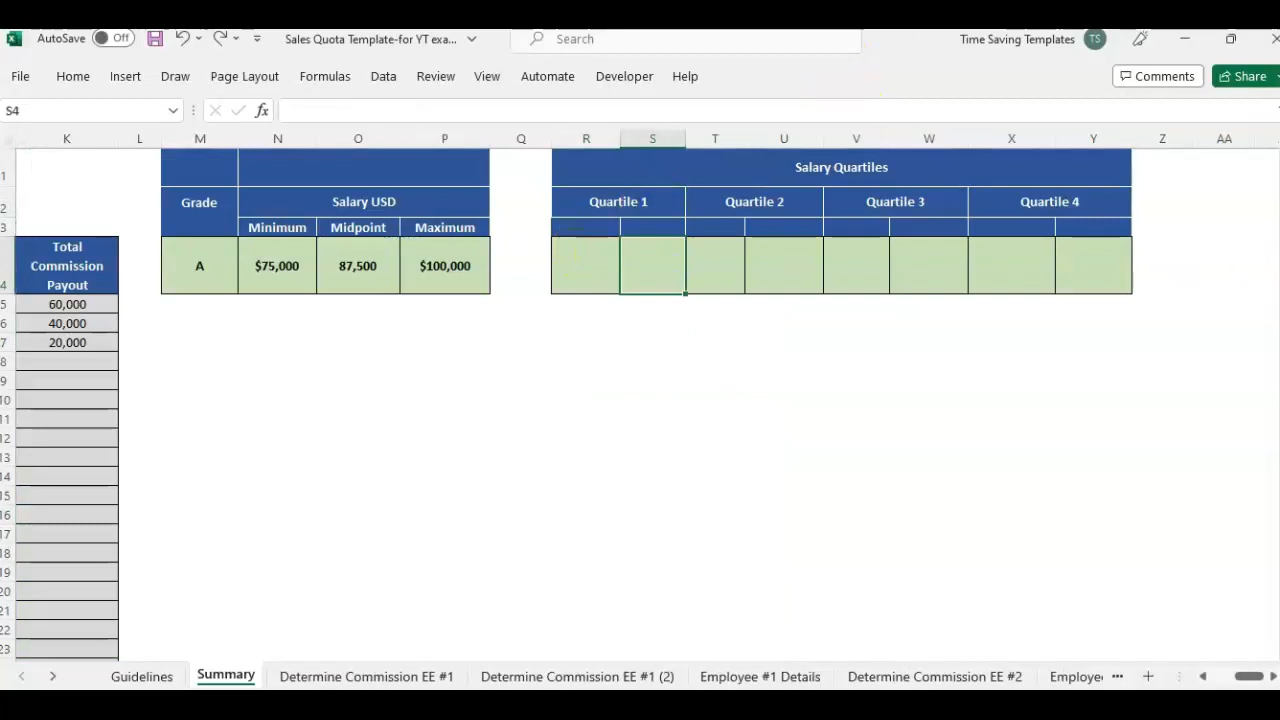 AutoSave Off Sales Quota Template-for YT exa... Search Time Saving Templates TS
File Home Insert Draw Page Layout Formulas Data Review View Automate Developer Help Comments Share
S4 fx
K L M N O P Q R S T U V W X Y Z AA
1 Salary Quartiles
2 Grade Salary USD Quartile 1 Quartile 2 Quartile 3 Quartile 4
3 Minimum Midpoint Maximum
Total
Commission A $75,000 87,500 $100,000
4 Payout
5 60,000
6 40,000
7 20,000
8
9
10
11
12
13
14
15
16
17
18
19
20
21
22
23
Guidelines Summary Determine Commission EE #1 Determine Commission EE #1 (2) Employee #1 Details Determine Commission EE #2 Employe